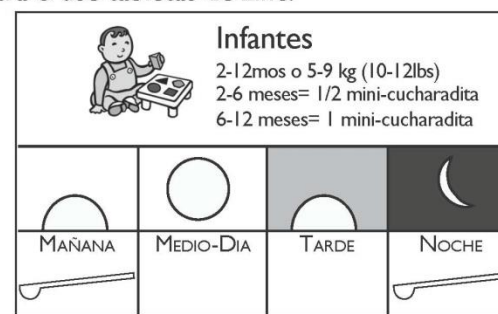 Infantes
2-12mos o 5-9 kg (10-12lbs)
2-6 meses= 1/2 mini-cucharadita
6-12 meses= 1 mini-cucharadita
MAÑANA MEDIO-DIA TARDE NOCHE